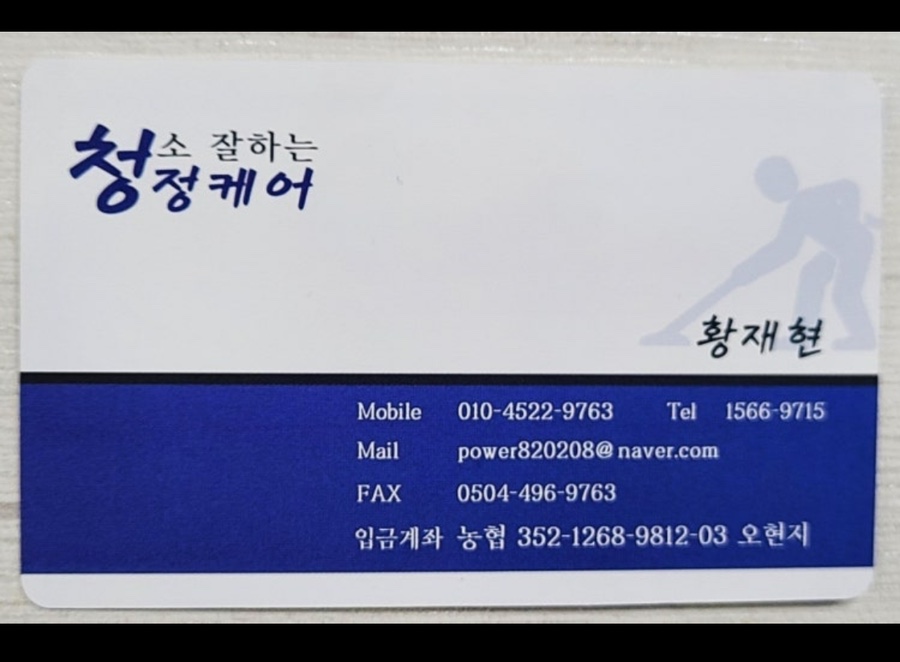 청소 잘하는
청정케어
황재현
Mobile 010-4522-9763 Tel 1566-9715
Mail power820208@naver.com
FAX 0504-496-9763
입금계좌 농협 352-1268-9812-03 오현지